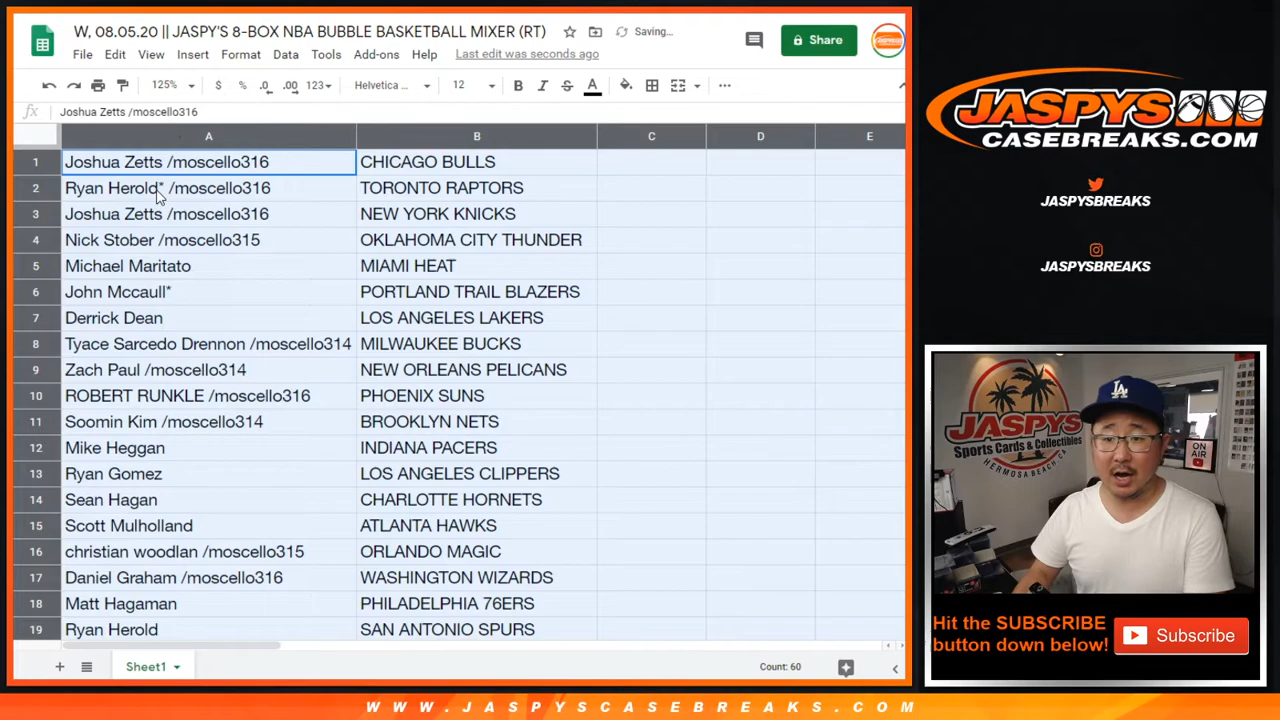 W, 08.05.20 || JASPY'S 8-BOX NBA BUBBLE BASKETBALL MIXER (RT) Saving...
File Edit View Insert Format Data Tools Add-ons Help Last edit was seconds ago
Share
125% $ % .0 .00 123 Helvetica ... 12 B I S A
fx Joshua Zetts /moscello316
A B C D E
1 Joshua Zetts /moscello316 CHICAGO BULLS
2 Ryan Herold* /moscello316 TORONTO RAPTORS
3 Joshua Zetts /moscello316 NEW YORK KNICKS
4 Nick Stober /moscello315 OKLAHOMA CITY THUNDER
5 Michael Maritato MIAMI HEAT
6 John Mccaull* PORTLAND TRAIL BLAZERS
7 Derrick Dean LOS ANGELES LAKERS
8 Tyace Sarcedo Drennon /moscello314 MILWAUKEE BUCKS
9 Zach Paul /moscello314 NEW ORLEANS PELICANS
10 ROBERT RUNKLE /moscello316 PHOENIX SUNS
11 Soomin Kim /moscello314 BROOKLYN NETS
12 Mike Heggan INDIANA PACERS
13 Ryan Gomez LOS ANGELES CLIPPERS
14 Sean Hagan CHARLOTTE HORNETS
15 Scott Mulholland ATLANTA HAWKS
16 christian woodlan /moscello315 ORLANDO MAGIC
17 Daniel Graham /moscello316 WASHINGTON WIZARDS
18 Matt Hagaman PHILADELPHIA 76ERS
19 Ryan Herold SAN ANTONIO SPURS
Sheet1
Count: 60
JASPYS
CASEBREAKS.COM
JASPYSBREAKS
JASPYSBREAKS
JASPYS
Sports Cards & Collectibles
HERMOSA BEACH, CA
LA
ON
AIR
Hit the SUBSCRIBE
button down below!
Subscribe
WWW.JASPYSCASEBREAKS.COM